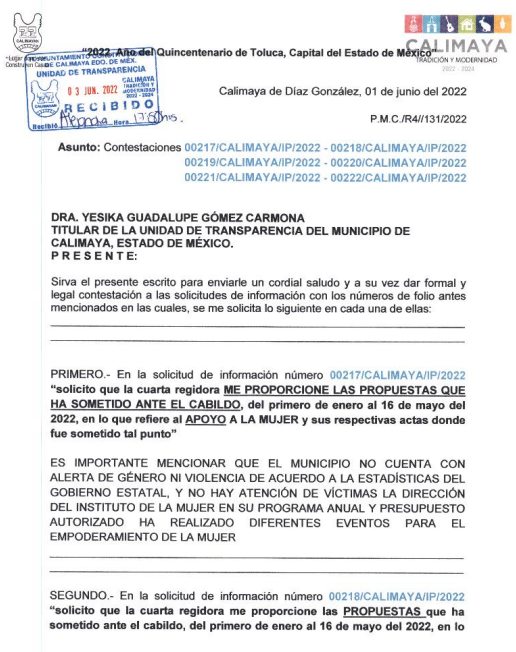 CALIMAYA
CALIMAYA
TRADICIÓN Y MODERNIDAD
2022 - 2024
"2022. Año del Quincentenario de Toluca, Capital del Estado de México"
CALIMAYA EDO. DE MÉX.
UNIDAD DE TRANSPARENCIA
CALIMAYA
TRADICIÓN Y
MODERNIDAD
2022 - 2024
03 JUN. 2022
RECIBIDO
Recibió Hora
Calimaya de Díaz González, 01 de junio del 2022
P.M.C./R4//131/2022
Asunto: Contestaciones 00217/CALIMAYA/IP/2022 - 00218/CALIMAYA/IP/2022
00219/CALIMAYA/IP/2022 - 00220/CALIMAYA/IP/2022
00221/CALIMAYA/IP/2022 - 00222/CALIMAYA/IP/2022
DRA. YESIKA GUADALUPE GÓMEZ CARMONA
TITULAR DE LA UNIDAD DE TRANSPARENCIA DEL MUNICIPIO DE
CALIMAYA, ESTADO DE MÉXICO.
P R E S E N T E:
Sirva el presente escrito para enviarle un cordial saludo y a su vez dar formal y
legal contestación a las solicitudes de información con los números de folio antes
mencionados en las cuales, se me solicita lo siguiente en cada una de ellas:
PRIMERO.- En la solicitud de información número 00217/CALIMAYA/IP/2022
"solicito que la cuarta regidora ME PROPORCIONE LAS PROPUESTAS QUE
HA SOMETIDO ANTE EL CABILDO, del primero de enero al 16 de mayo del
2022, en lo que refiere al APOYO A LA MUJER y sus respectivas actas donde
fue sometido tal punto"
ES IMPORTANTE MENCIONAR QUE EL MUNICIPIO NO CUENTA CON
ALERTA DE GÉNERO NI VIOLENCIA DE ACUERDO A LA ESTADÍSTICAS DEL
GOBIERNO ESTATAL, Y NO HAY ATENCIÓN DE VÍCTIMAS LA DIRECCIÓN
DEL INSTITUTO DE LA MUJER EN SU PROGRAMA ANUAL Y PRESUPUESTO
AUTORIZADO HA REALIZADO DIFERENTES EVENTOS PARA EL
EMPODERAMIENTO DE LA MUJER
SEGUNDO.- En la solicitud de información número 00218/CALIMAYA/IP/2022
"solicito que la cuarta regidora me proporcione las PROPUESTAS que ha
sometido ante el cabildo, del primero de enero al 16 de mayo del 2022, en lo